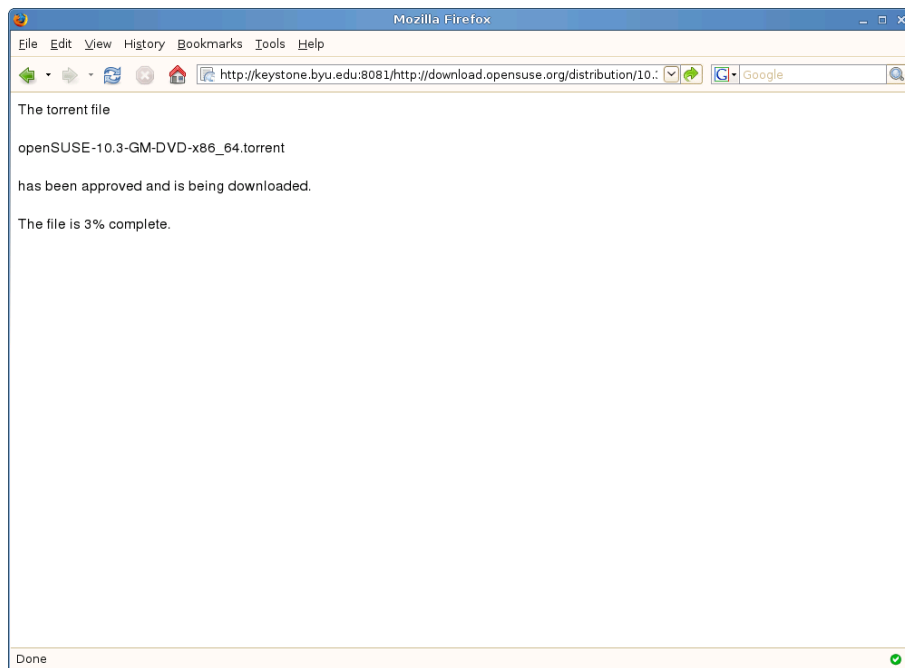 Mozilla Firefox
File Edit View History Bookmarks Tools Help
http://keystone.byu.edu:8081/http://download.opensuse.org/distribution/10. G Google
The torrent file
openSUSE-10.3-GM-DVD-x86_64.torrent
has been approved and is being downloaded.
The file is 3% complete.
Done